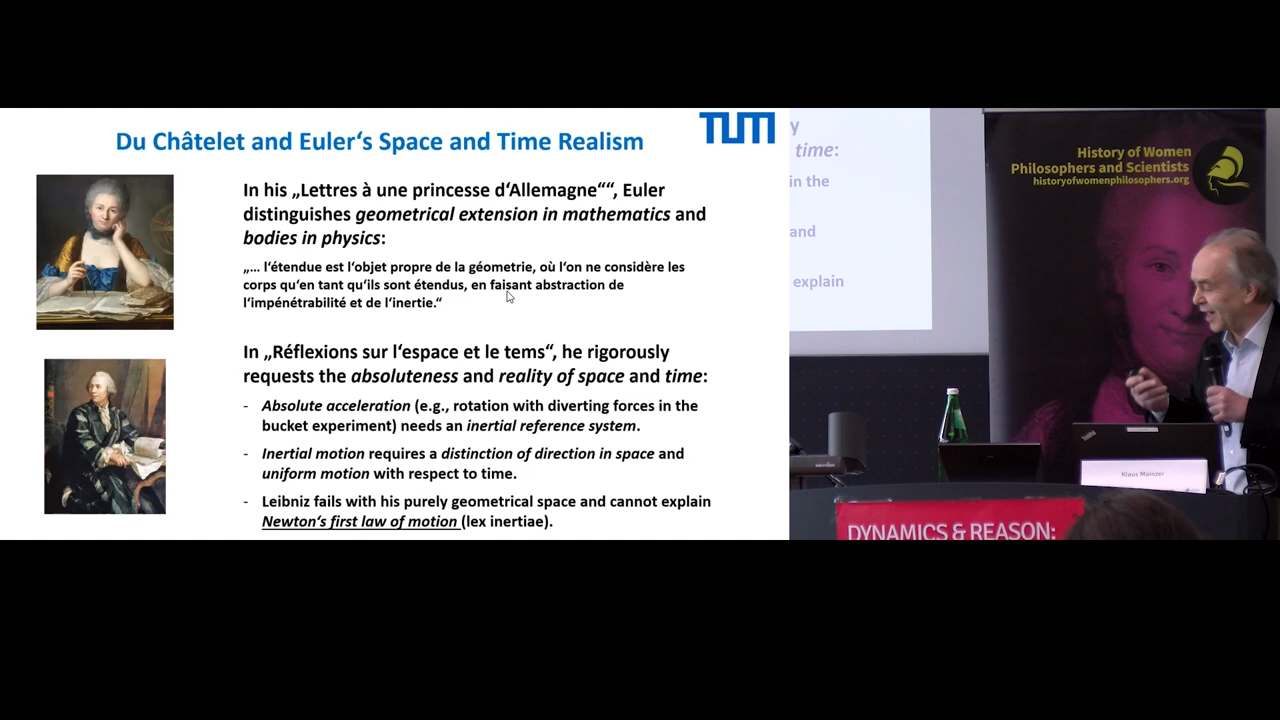 Du Châtelet and Euler‘s Space and Time Realism
TUM
In his „Lettres à une princesse d‘Allemagne““, Euler
distinguishes geometrical extension in mathematics and
bodies in physics:
„… l‘étendue est l‘objet propre de la géometrie, où l‘on ne considère les
corps qu‘en tant qu‘ils sont étendus, en faisant abstraction de
l‘impénétrabilité et de l‘inertie.“
In „Réflexions sur l‘espace et le tems“, he rigorously
requests the absoluteness and reality of space and time:
- Absolute acceleration (e.g., rotation with diverting forces in the
bucket experiment) needs an inertial reference system.
- Inertial motion requires a distinction of direction in space and
uniform motion with respect to time.
- Leibniz fails with his purely geometrical space and cannot explain
Newton‘s first law of motion (lex inertiae).
y
time:
in the
and
explain
History of Women
Philosophers and Scientists
historyofwomenphilosophers.org
Klaus Mainzer
DYNAMICS & REASON: